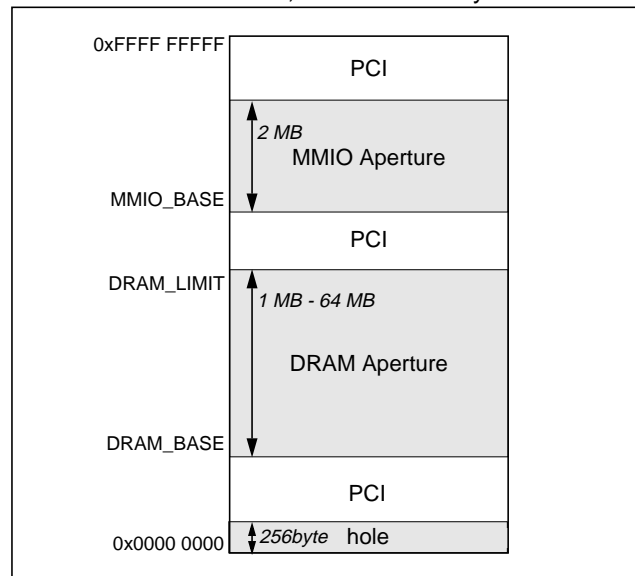 0xFFFF FFFFF
PCI
2 MB
MMIO Aperture
MMIO_BASE
PCI
DRAM_LIMIT
1 MB - 64 MB
DRAM Aperture
DRAM_BASE
PCI
256byte hole
0x0000 0000